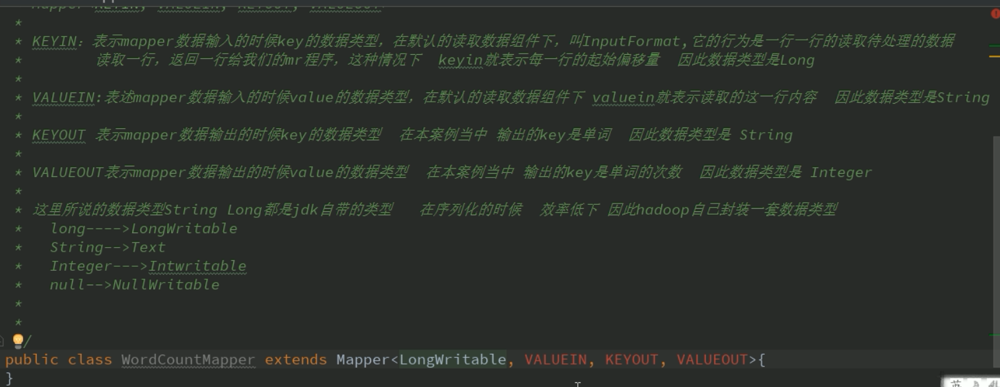 *
* KEYIN: 表示mapper数据输入的时候key的数据类型，在默认的读取数据组件下，叫InputFormat,它的行为是一行一行的读取待处理的数据
* 读取一行，返回一行给我们的mr程序，这种情况下 keyin就表示每一行的起始偏移量 因此数据类型是Long
*
* VALUEIN:表述mapper数据输入的时候value的数据类型，在默认的读取数据组件下 valuein就表示读取的这一行内容 因此数据类型是String
*
* KEYOUT 表示mapper数据输出的时候key的数据类型 在本案例当中 输出的key是单词 因此数据类型是 String
*
* VALUEOUT表示mapper数据输出的时候value的数据类型 在本案例当中 输出的key是单词的次数 因此数据类型是 Integer
*
* 这里所说的数据类型String Long都是jdk自带的类型 在序列化的时候 效率低下 因此hadoop自己封装一套数据类型
* long---->LongWritable
* String-->Text
* Integer--->Intwritable
* null-->NullWritable
*
*
/
public class WordCountMapper extends Mapper<LongWritable, VALUEIN, KEYOUT, VALUEOUT>{
}
英